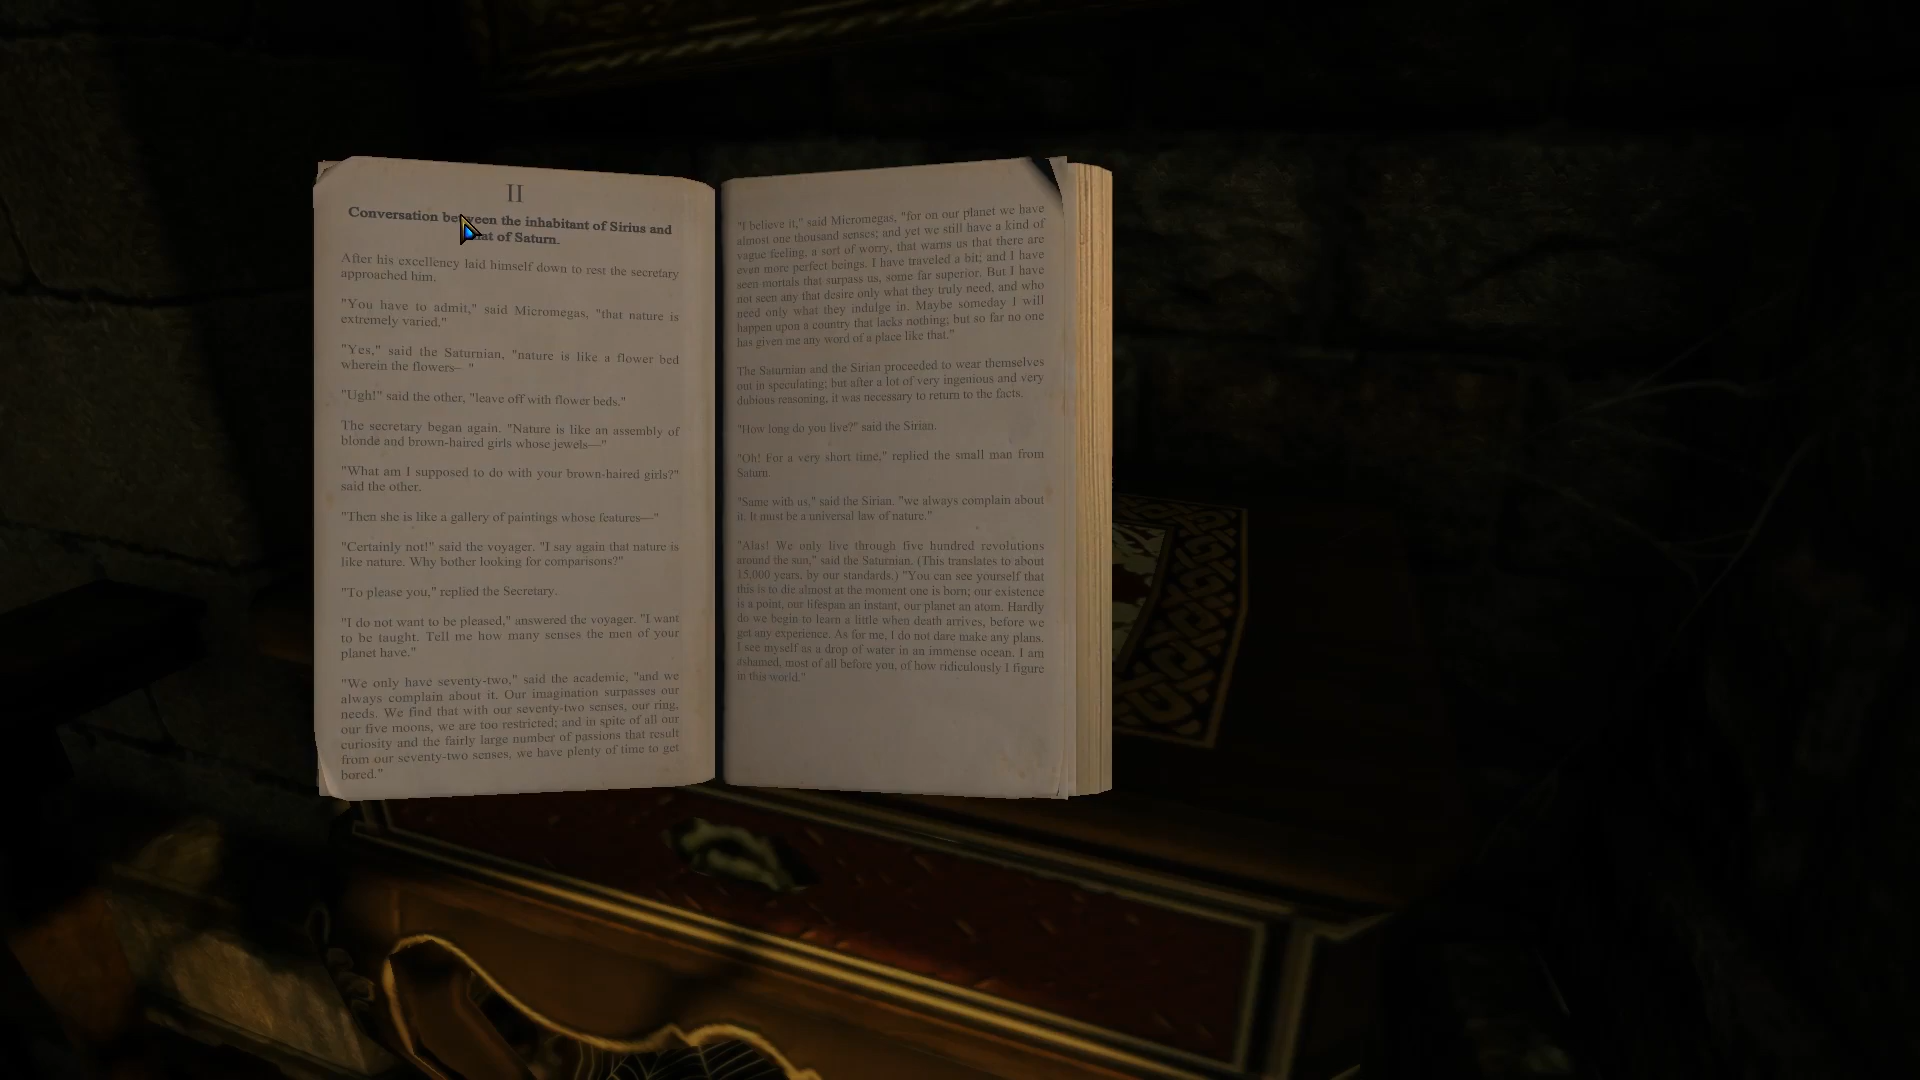 II
Conversation between the inhabitant of Sirius and
that of Saturn.
After his excellency laid himself down to rest the secretary
approached him.
"You have to admit," said Micromegas, "that nature is
extremely varied."
"Yes," said the Saturnian, "nature is like a flower bed
wherein the flowers— "
"Ugh!" said the other, "leave off with flower beds."
The secretary began again. "Nature is like an assembly of
blonde and brown-haired girls whose jewels—"
"What am I supposed to do with your brown-haired girls?"
said the other.
"Then she is like a gallery of paintings whose features—"
"Certainly not!" said the voyager. "I say again that nature is
like nature. Why bother looking for comparisons?"
"To please you," replied the Secretary.
"I do not want to be pleased," answered the voyager. "I want
to be taught. Tell me how many senses the men of your
planet have."
"We only have seventy-two," said the academic, "and we
always complain about it. Our imagination surpasses our
needs. We find that with our seventy-two senses, our ring,
our five moons, we are too restricted; and in spite of all our
curiosity and the fairly large number of passions that result
from our seventy-two senses, we have plenty of time to get
bored."
"I believe it," said Micromegas, "for on our planet we have
almost one thousand senses; and yet we still have a kind of
vague feeling, a sort of worry, that warns us that there are
even more perfect beings. I have traveled a bit; and I have
seen mortals that surpass us, some far superior. But I have
not seen any that desire only what they truly need, and who
need only what they indulge in. Maybe someday I will
happen upon a country that lacks nothing; but so far no one
has given me any word of a place like that."
The Saturnian and the Sirian proceeded to wear themselves
out in speculating; but after a lot of very ingenious and very
dubious reasoning, it was necessary to return to the facts.
"How long do you live?" said the Sirian.
"Oh! For a very short time," replied the small man from
Saturn.
"Same with us," said the Sirian. "we always complain about
it. It must be a universal law of nature."
"Alas! We only live through five hundred revolutions
around the sun," said the Saturnian. (This translates to about
15,000 years, by our standards.) "You can see yourself that
this is to die almost at the moment one is born; our existence
is a point, our lifespan an instant, our planet an atom. Hardly
do we begin to learn a little when death arrives, before we
get any experience. As for me, I do not dare make any plans.
I see myself as a drop of water in an immense ocean. I am
ashamed, most of all before you, of how ridiculously I figure
in this world."